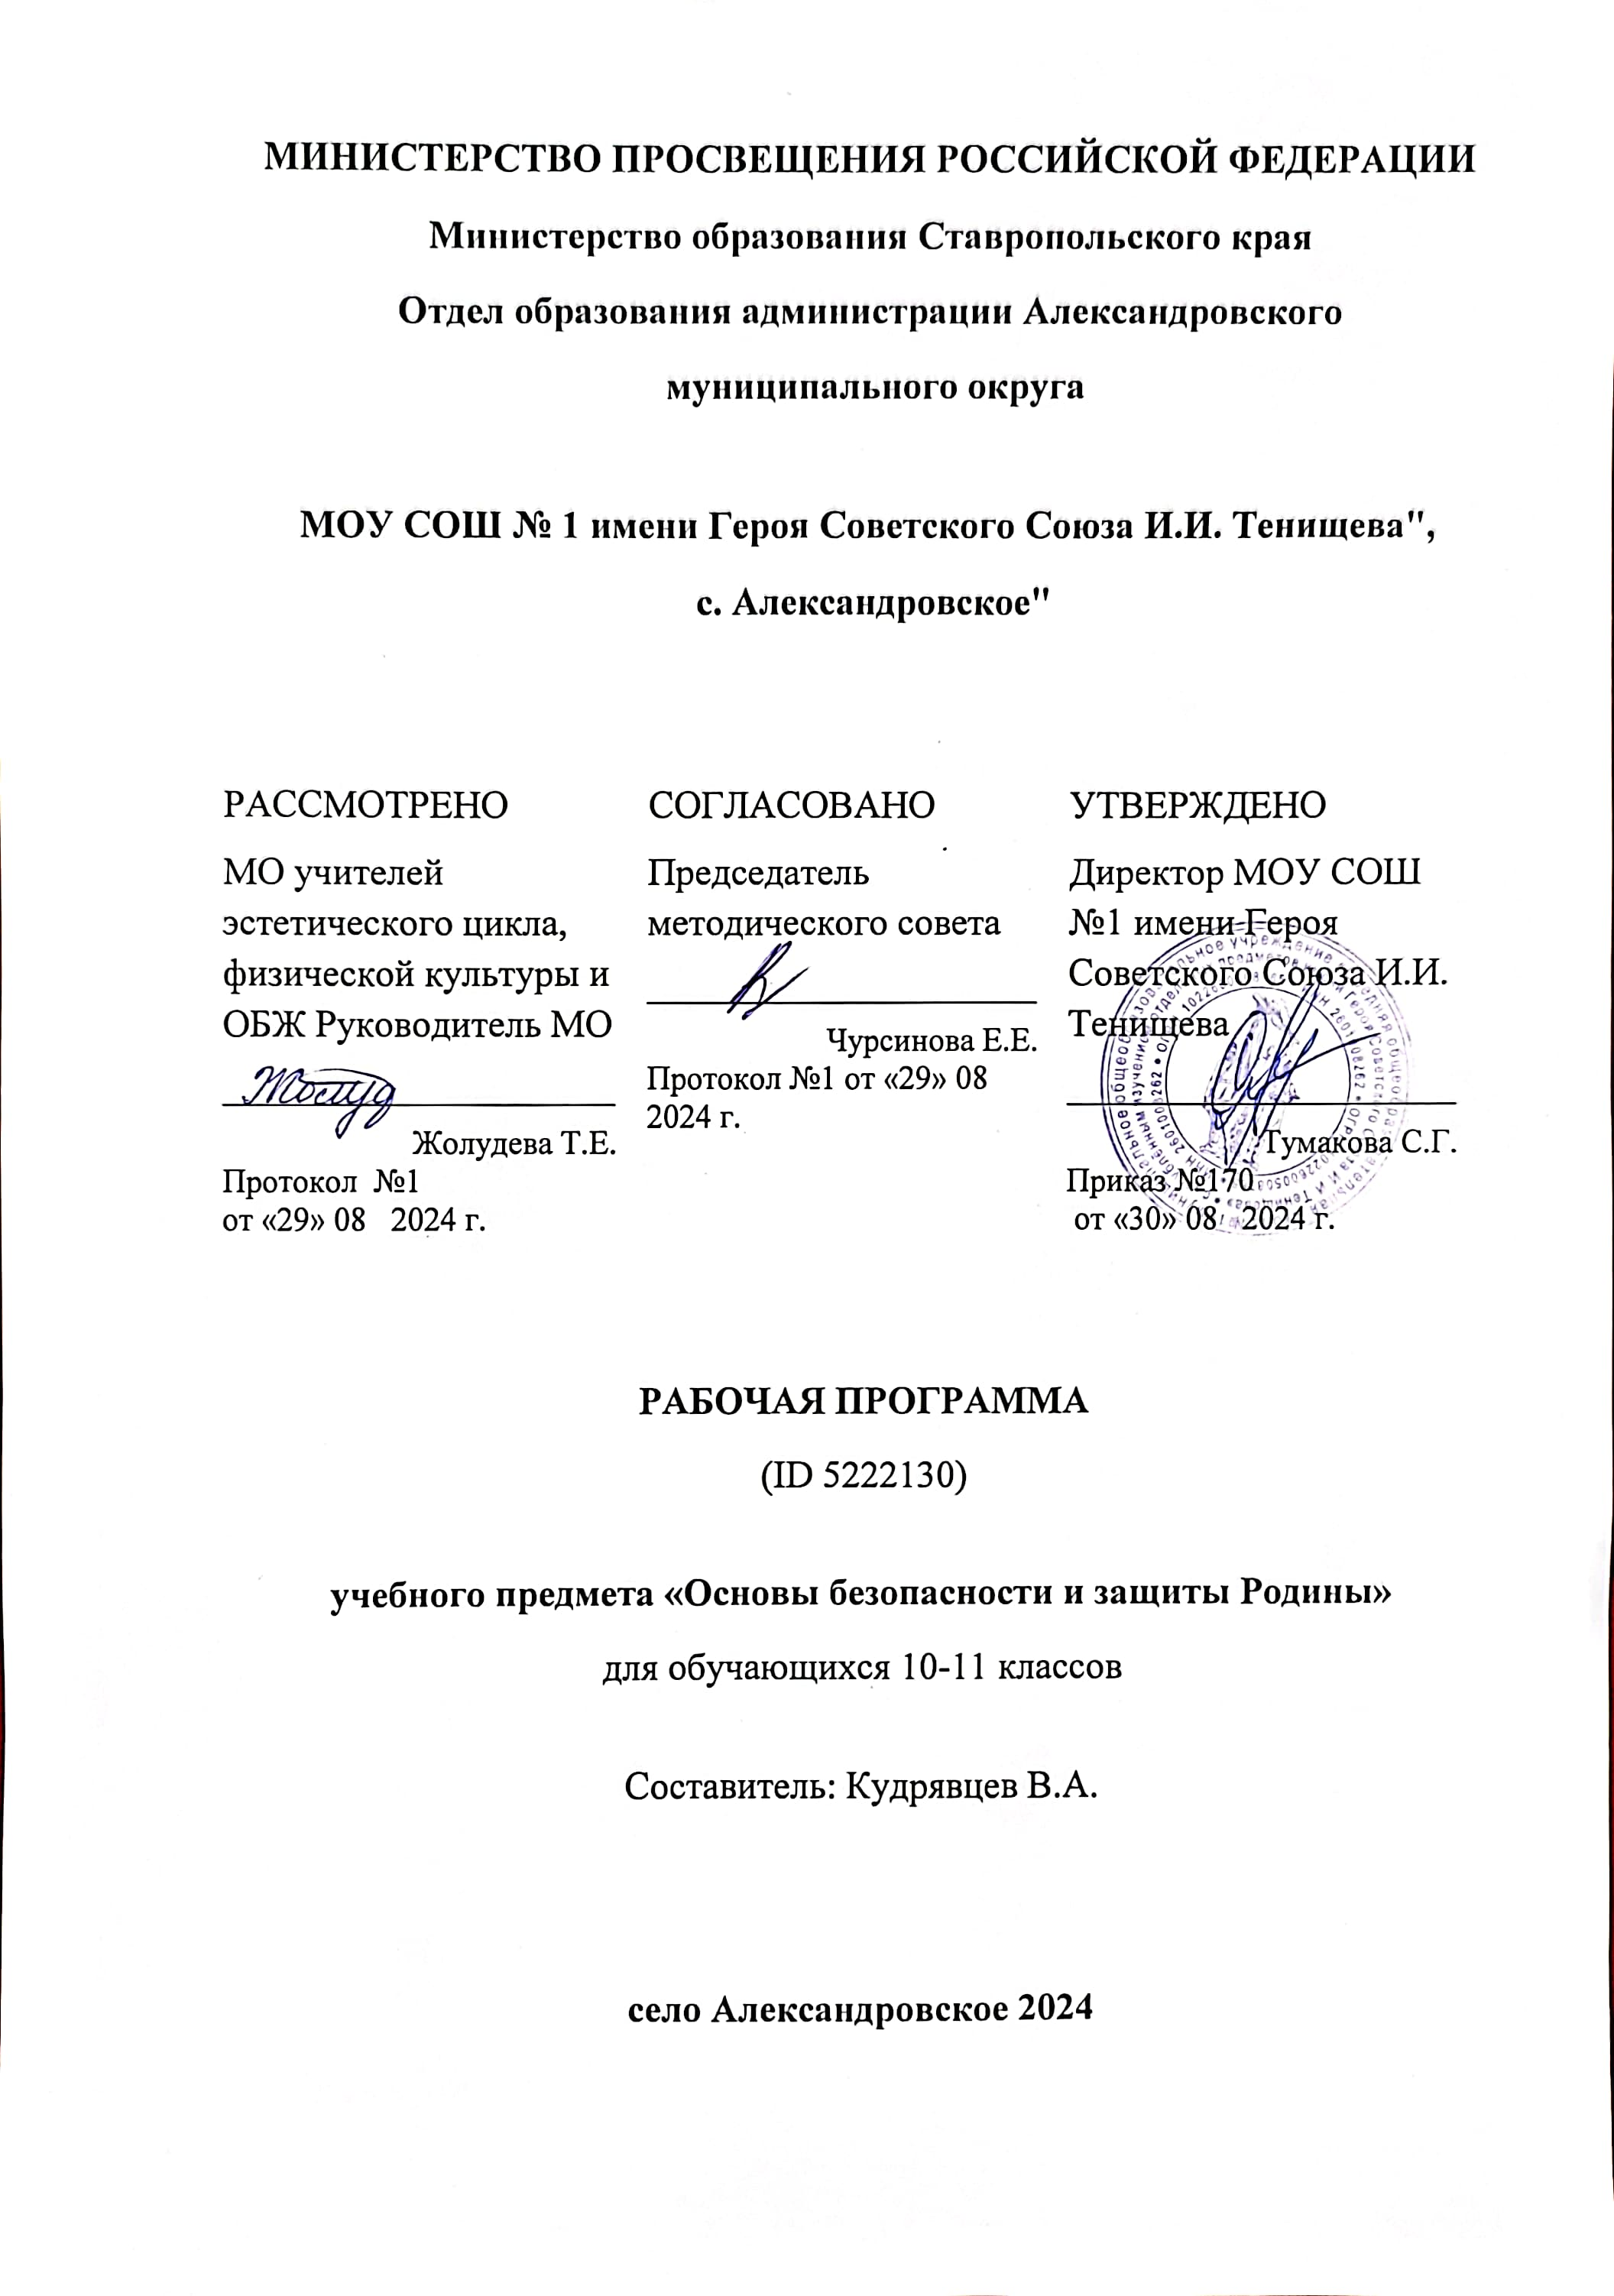 МИНИСТЕРСТВО ПРОСВЕЩЕНИЯ РОССИЙСКОЙ ФЕДЕРАЦИИ
Министерство образования Ставропольского края
Отдел образования администрации Александровского
муниципального округа
МОУ СОШ № 1 имени Героя Советского Союза И.И. Тенищева",
с. Александровское"
РАССМОТРЕНО
МО учителей
эстетического цикла,
физической культуры и
ОБЖ Руководитель МО
Жолудева Т.Е.
Протокол №1
от «29» 08 2024 г.
СОГЛАСОВАНО
Председатель
методического совета
Чурсинова Е.Е.
Протокол №1 от «29» 08
2024 г.
УТВЕРЖДЕНО
Директор МОУ СОШ
№1 имени Героя
Советского Союза И.И.
Тенищева
Тумакова С.Г.
Приказ №170
от «30» 08 2024 г.
РАБОЧАЯ ПРОГРАММА
(ID 5222130)
учебного предмета «Основы безопасности и защиты Родины»
для обучающихся 10-11 классов
Составитель: Кудрявцев В.А.
село Александровское 2024